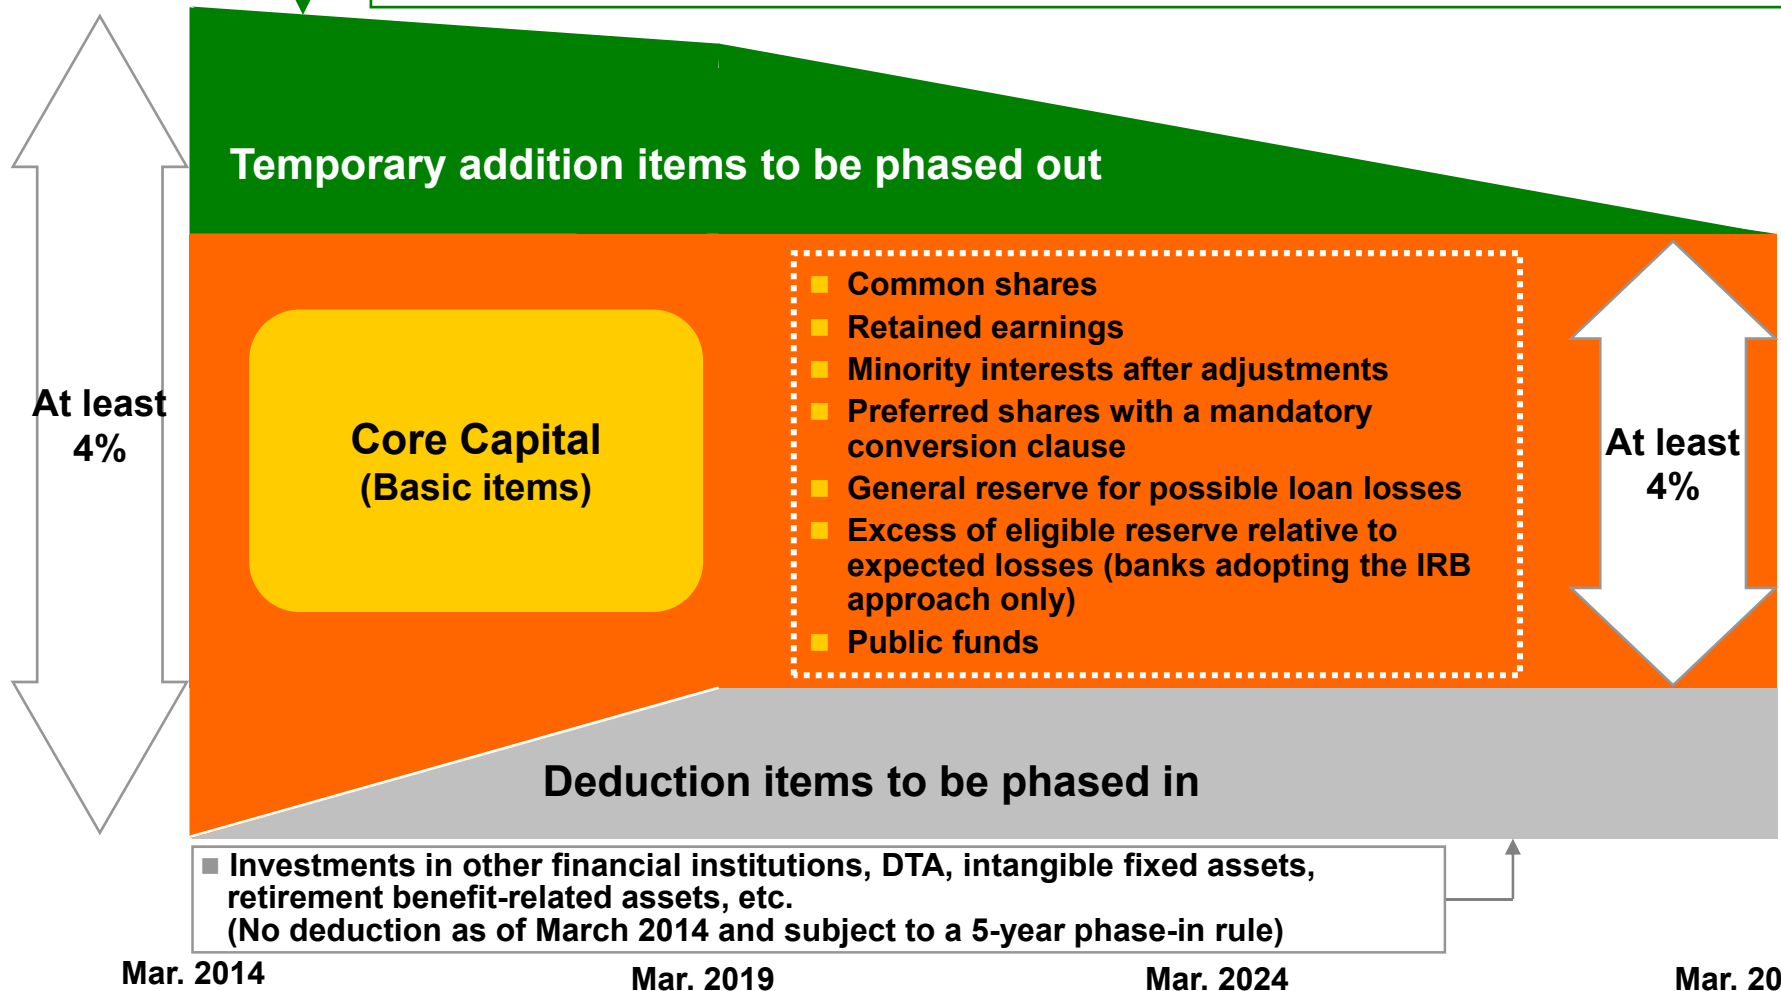 Temporary addition items to be phased out
■ Common shares
■ Retained earnings
■ Minority interests after adjustments
■ Preferred shares with a mandatory
conversion clause
■ General reserve for possible loan losses
■ Excess of eligible reserve relative to
expected losses (banks adopting the IRB
approach only)
■ Public funds
At least
4%
Core Capital
(Basic items)
At least
4%
Deduction items to be phased in
■ Investments in other financial institutions, DTA, intangible fixed assets,
retirement benefit-related assets, etc.
(No deduction as of March 2014 and subject to a 5-year phase-in rule)
Mar. 2014
Mar. 2019
Mar. 2024
Mar.